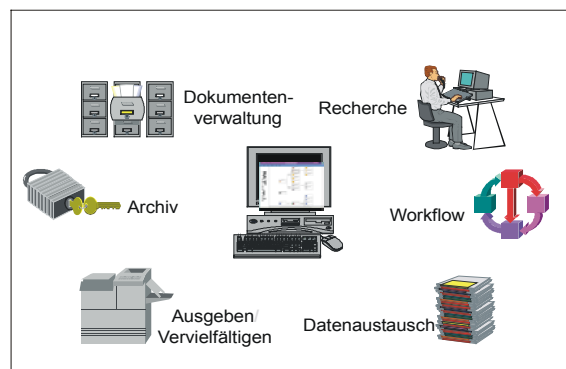 Dokumenten-
verwaltung
Recherche
Archiv
Workflow
Ausgeben/
Vervielfältigen
Datenaustausch